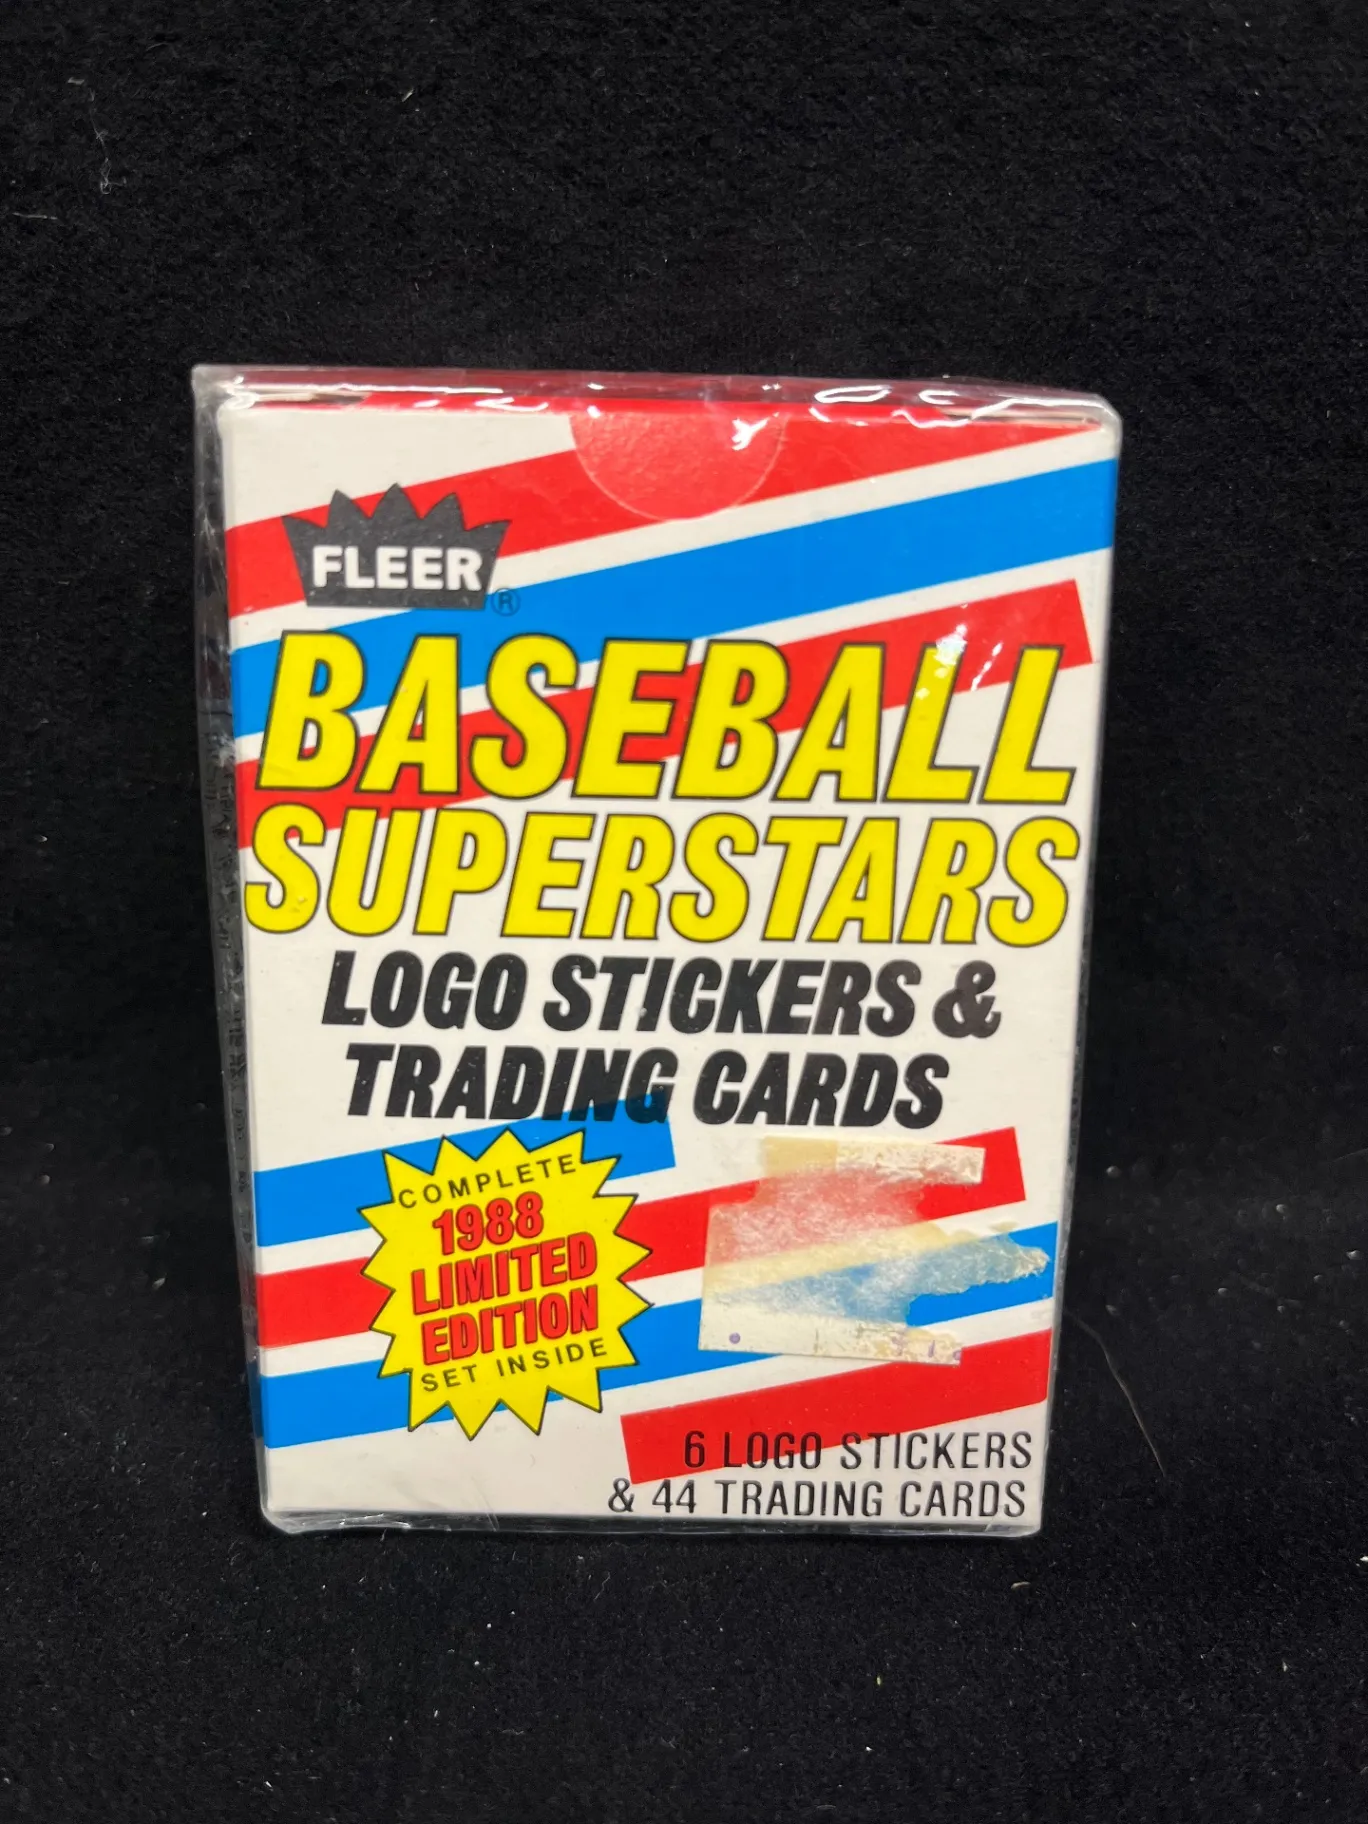 FLEER
®
BASEBALL
SUPERSTARS
LOGO STICKERS &
TRADING CARDS
COMPLETE
1988
LIMITED
EDITION
SET INSIDE
6 LOGO STICKERS
& 44 TRADING CARDS